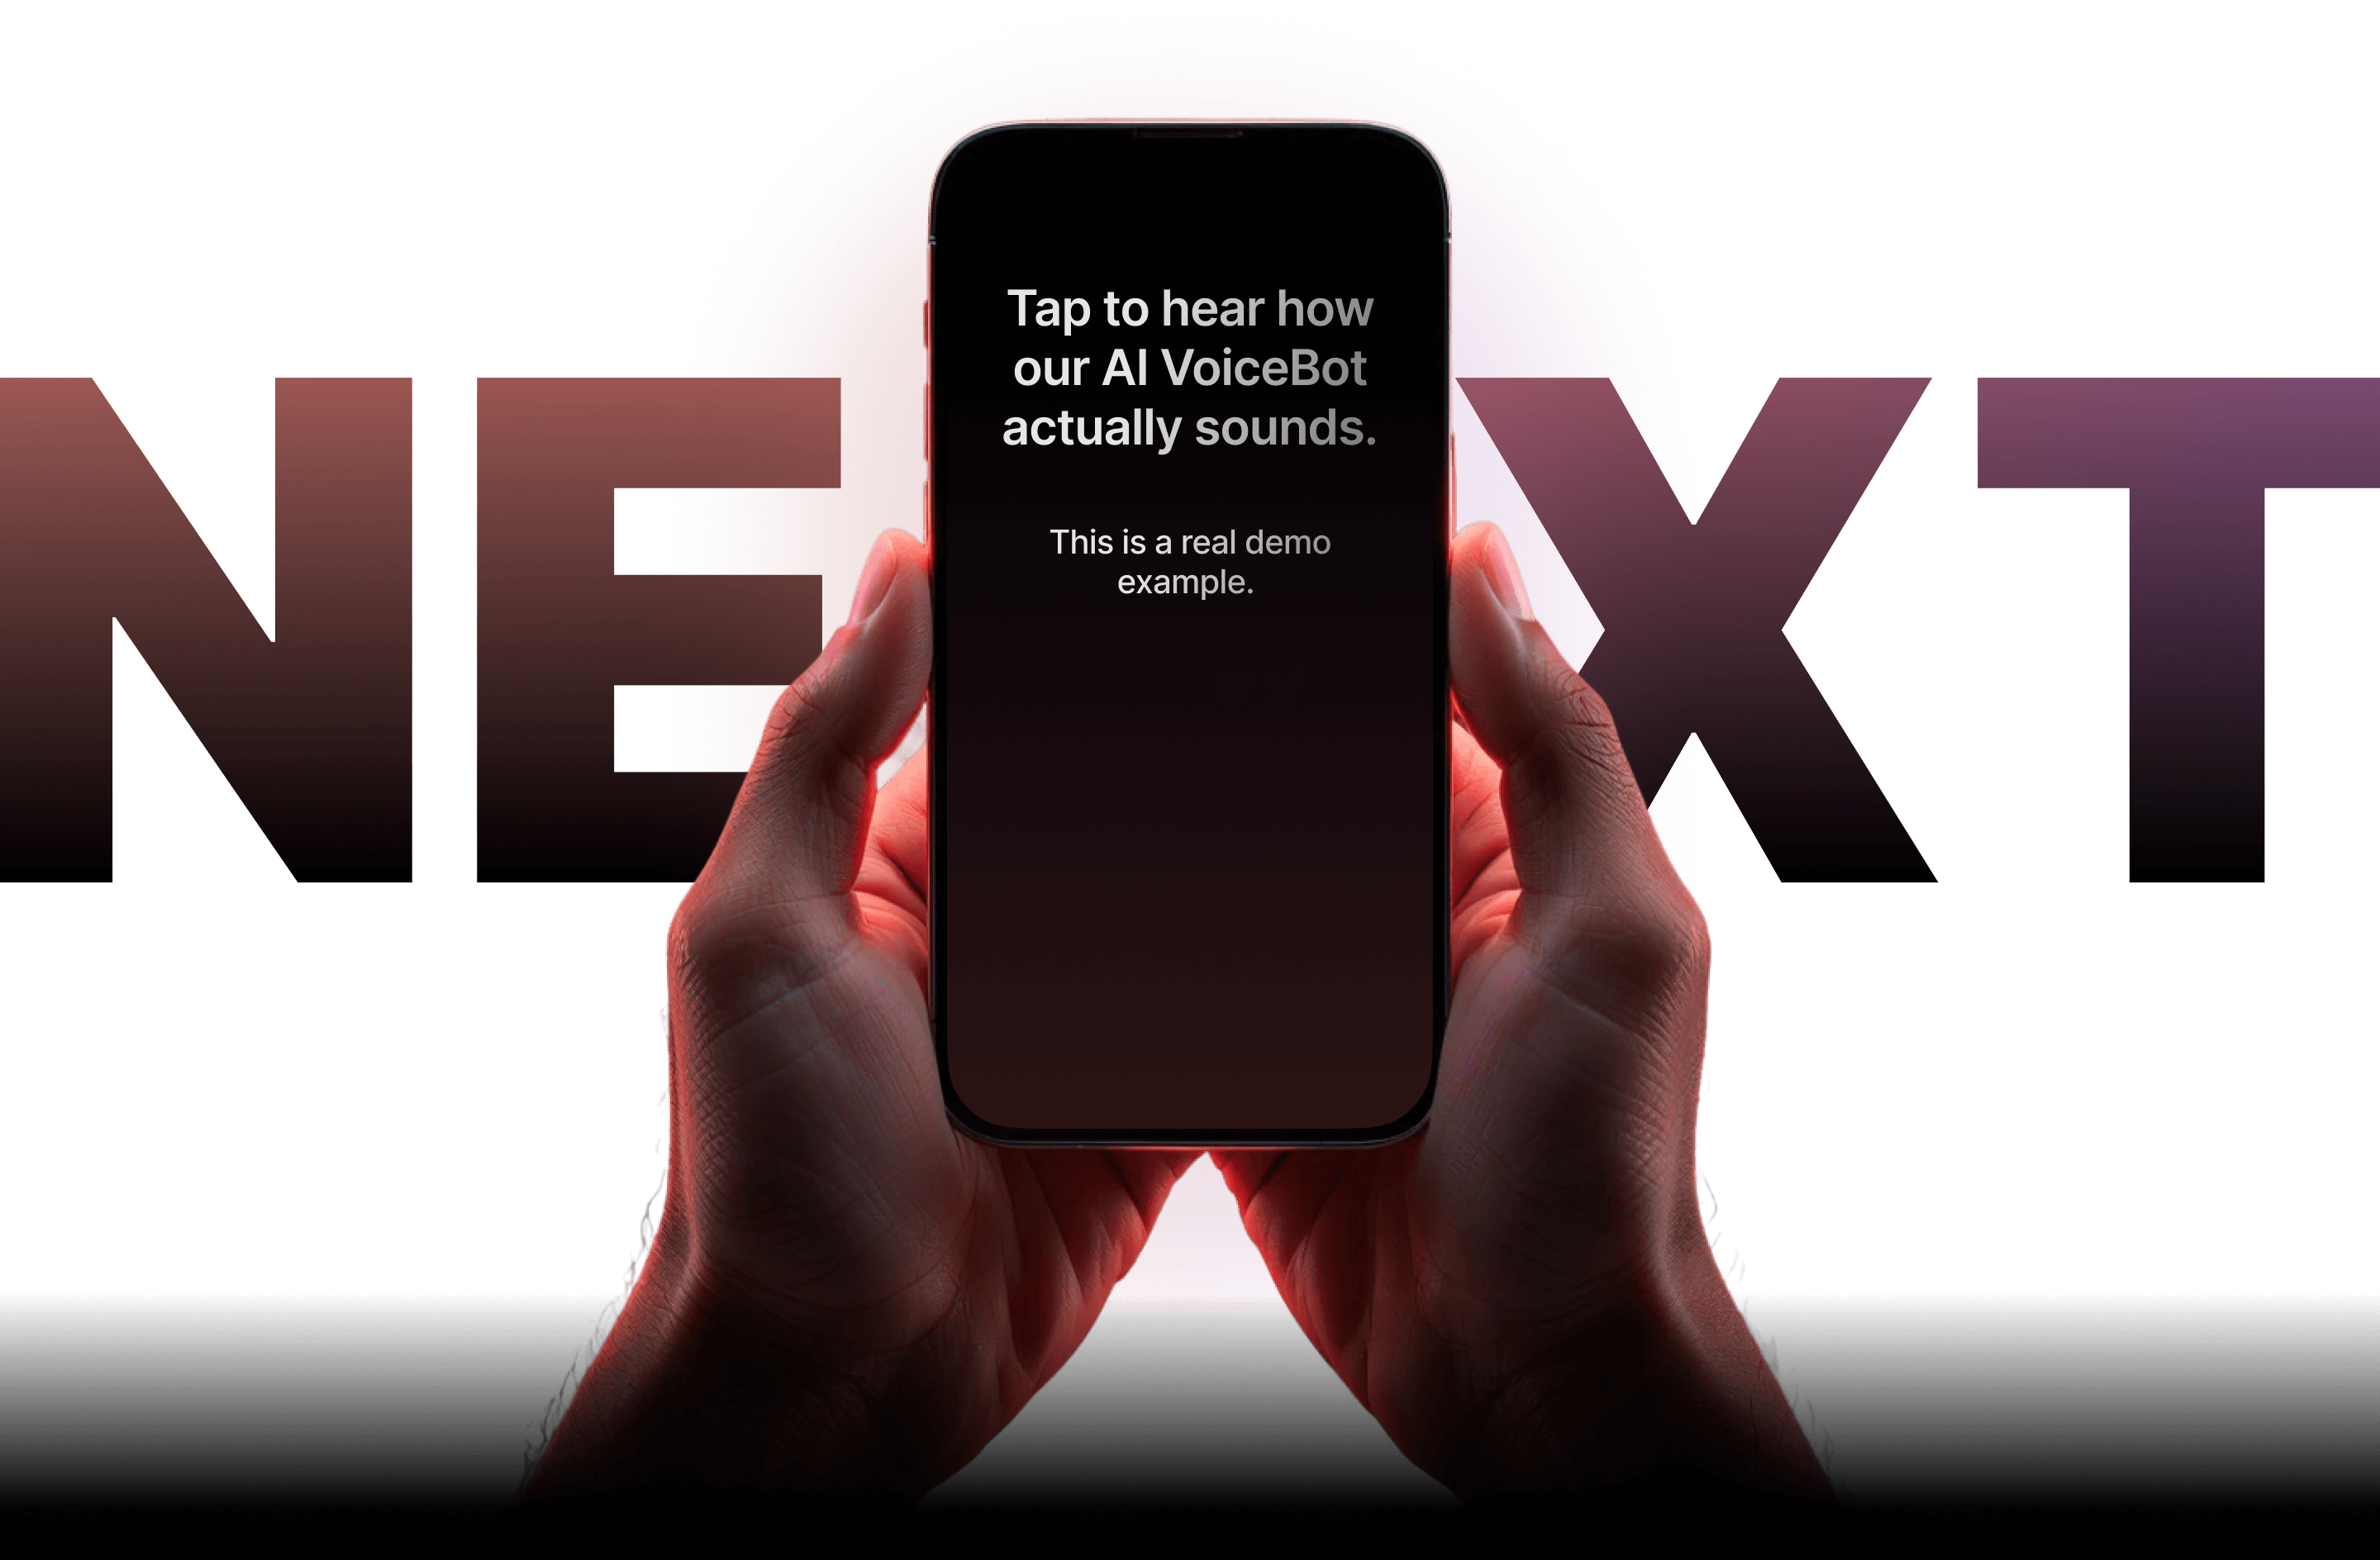 NEXT
Tap to hear how
our AI VoiceBot
actually sounds.
This is a real demo
example.